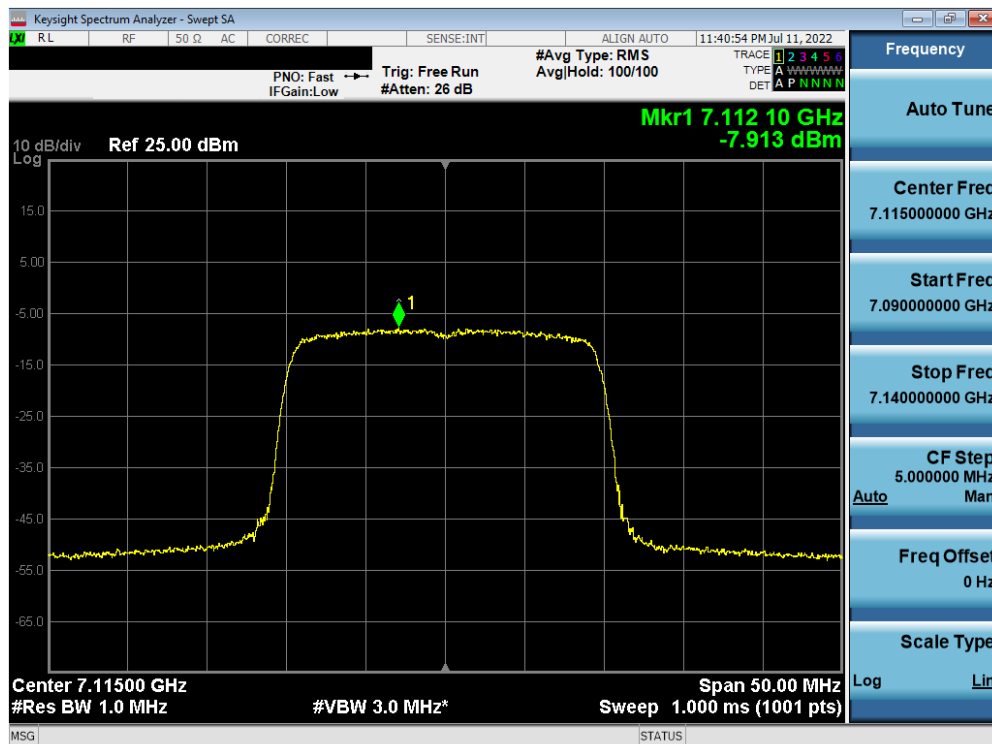 Keysight Spectrum Analyzer - Swept SA
LXI RL RF 50 Ω AC CORREC SENSE:INT ALIGN AUTO 11:40:54 PM Jul 11, 2022
#Avg Type: RMS TRACE 1 2 3 4 5 6
PNO: Fast Trig: Free Run Avg|Hold: 100/100 TYPE A WWWWW
IFGain:Low #Atten: 26 dB DET A P N N N N
Mkr1 7.112 10 GHz
10 dB/div Ref 25.00 dBm -7.913 dBm
Log
15.0
5.00
1
-5.00
-15.0
-25.0
-35.0
-45.0
-55.0
-65.0
Center 7.11500 GHz Span 50.00 MHz
#Res BW 1.0 MHz #VBW 3.0 MHz* Sweep 1.000 ms (1001 pts)
MSG STATUS
Frequency
Auto Tune
Center Freq
7.115000000 GHz
Start Freq
7.090000000 GHz
Stop Freq
7.140000000 GHz
CF Step
5.000000 MHz
Auto Man
Freq Offset
0 Hz
Scale Type
Log Lin